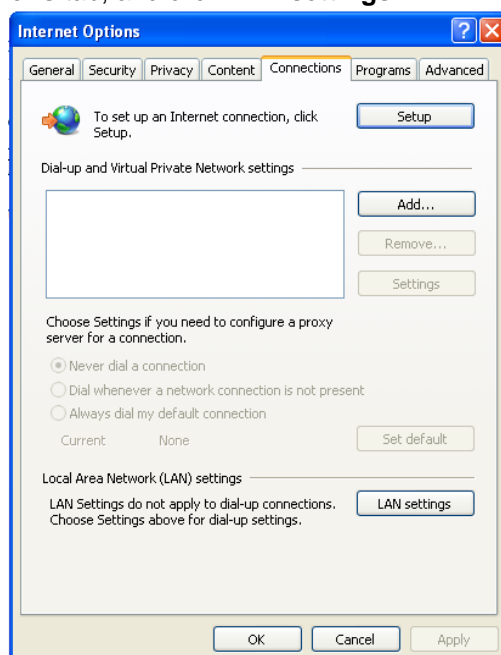 Internet Options
General Security Privacy Content Connections Programs Advanced
To set up an Internet connection, click
Setup.
Setup
Dial-up and Virtual Private Network settings
Add...
Remove...
Settings
Choose Settings if you need to configure a proxy
server for a connection.
Never dial a connection
Dial whenever a network connection is not present
Always dial my default connection
Current None
Set default
Local Area Network (LAN) settings
LAN Settings do not apply to dial-up connections.
Choose Settings above for dial-up settings.
LAN settings
OK Cancel Apply